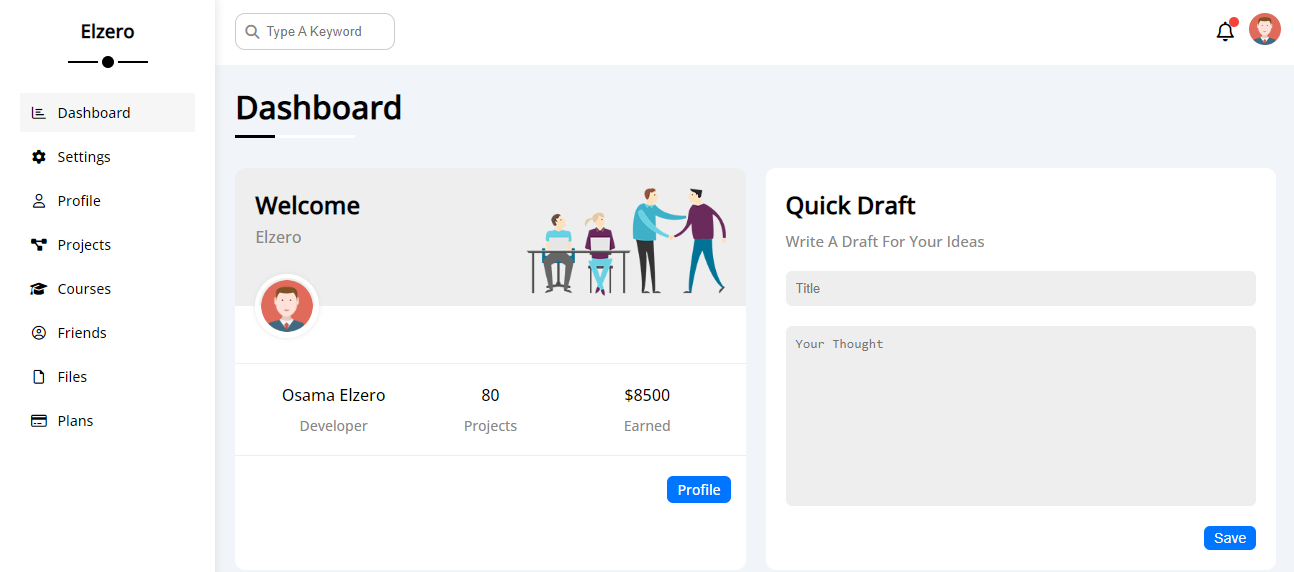 Elzero
Dashboard
Settings
Profile
Projects
Courses
Friends
Files
Plans
Type A Keyword
Dashboard
Welcome
Elzero
Osama Elzero
Developer
80
Projects
$8500
Earned
Profile
Quick Draft
Write A Draft For Your Ideas
Title
Your Thought
Save